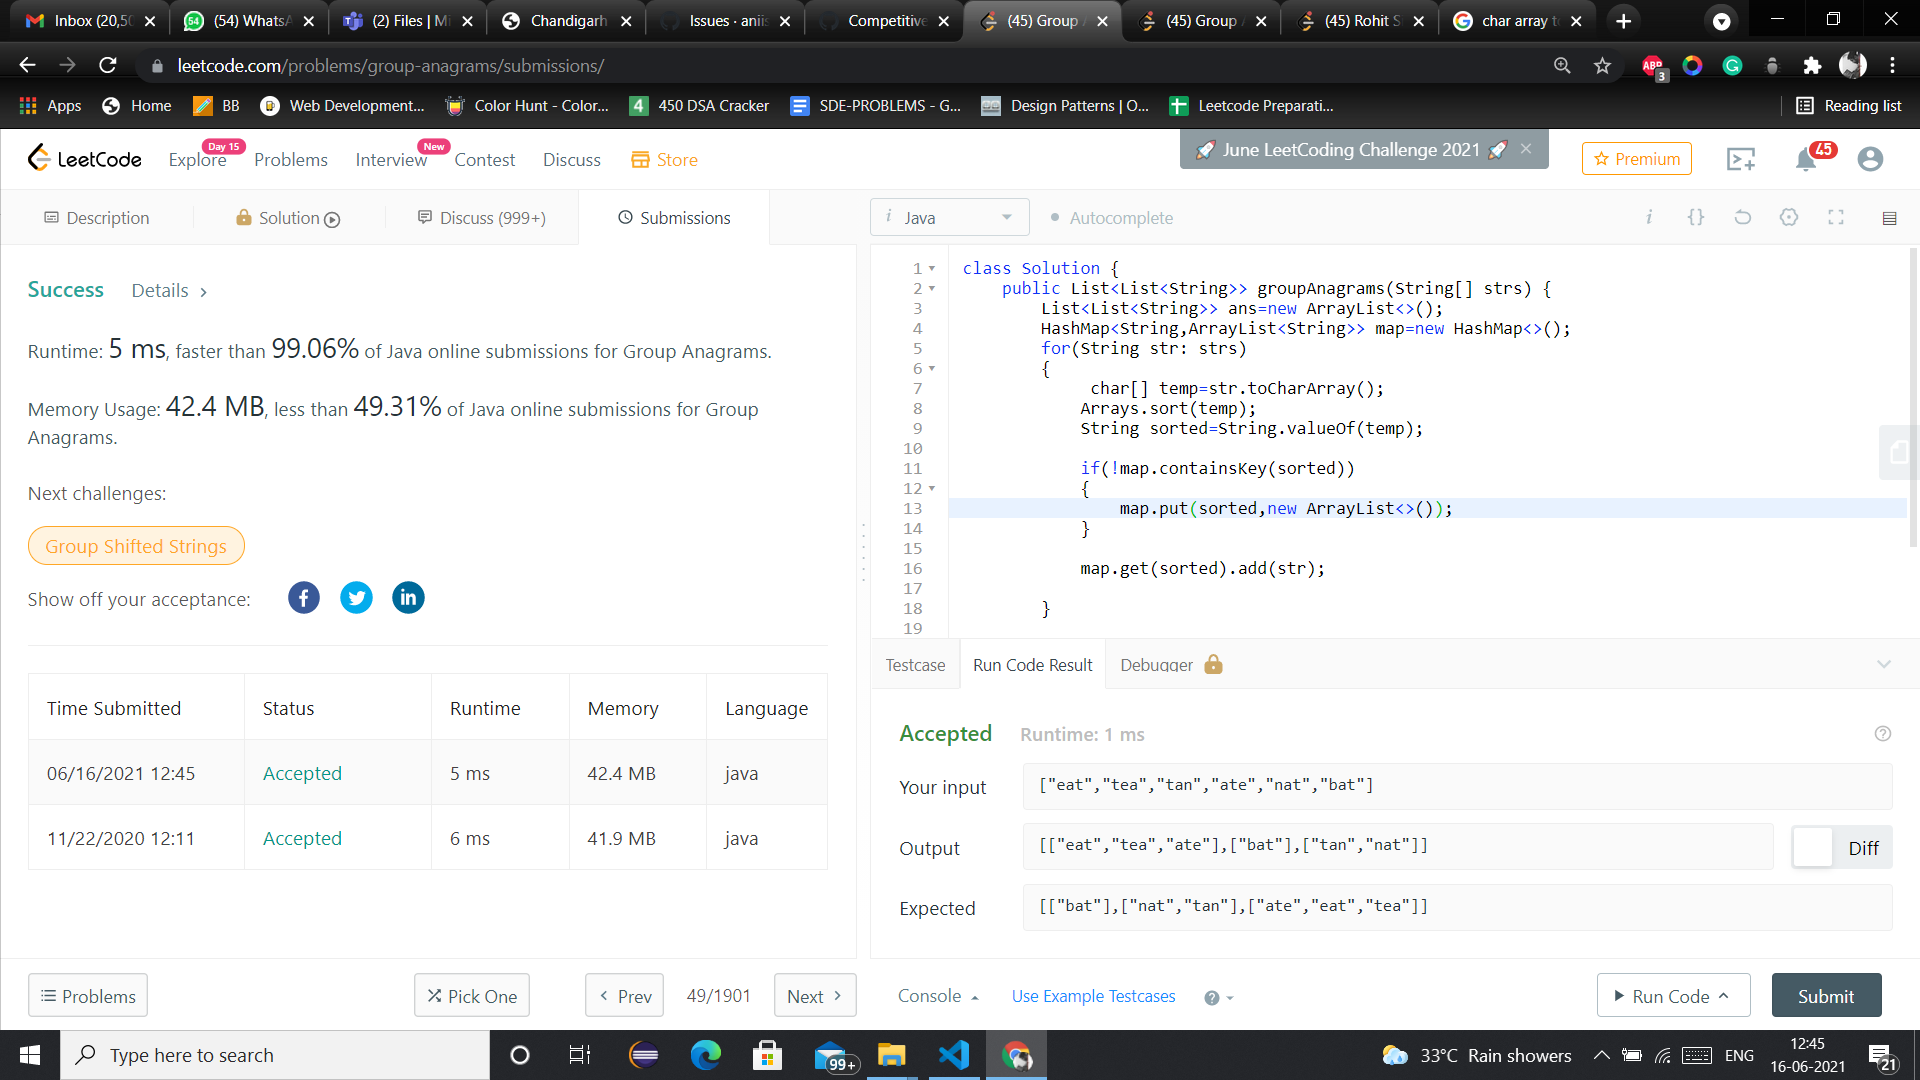 Inbox (20,50
(54) WhatsA
(2) Files | Mi
Chandigarh
Issues · aniis
Competitive
(45) Group A
(45) Group A
(45) Rohit S
char array to
leetcode.com/problems/group-anagrams/submissions/
ABP
3
Apps
Home
BB
Web Development...
Color Hunt - Color...
4 450 DSA Cracker
SDE-PROBLEMS - G...
Design Patterns | O...
Leetcode Preparati...
Reading list
LeetCode
Explore
Day 15
Problems
Interview
New
Contest
Discuss
Store
June LeetCoding Challenge 2021
Premium
45
Description
Solution
Discuss (999+)
Submissions
Success
Details
Runtime: 5 ms, faster than 99.06% of Java online submissions for Group Anagrams.
Memory Usage: 42.4 MB, less than 49.31% of Java online submissions for Group
Anagrams.
Next challenges:
Group Shifted Strings
Show off your acceptance:
Time Submitted Status Runtime Memory Language
06/16/2021 12:45 Accepted 5 ms 42.4 MB java
11/22/2020 12:11 Accepted 6 ms 41.9 MB java
Problems
Pick One
Prev
49/1901
Next
i Java
Autocomplete
i {}
1 class Solution {
2 public List<List<String>> groupAnagrams(String[] strs) {
3 List<List<String>> ans=new ArrayList<>();
4 HashMap<String,ArrayList<String>> map=new HashMap<>();
5 for(String str: strs)
6 {
7 char[] temp=str.toCharArray();
8 Arrays.sort(temp);
9 String sorted=String.valueOf(temp);
10
11 if(!map.containsKey(sorted))
12 {
13 map.put(sorted,new ArrayList<>());
14 }
15
16 map.get(sorted).add(str);
17
18 }
19
Testcase
Run Code Result
Debugger
Accepted
Runtime: 1 ms
Your input
["eat","tea","tan","ate","nat","bat"]
Output
[["eat","tea","ate"],["bat"],["tan","nat"]]
Diff
Expected
[["bat"],["nat","tan"],["ate","eat","tea"]]
Console
Use Example Testcases
Run Code
Submit
Type here to search
99+
33°C Rain showers
ENG
12:45
16-06-2021
21